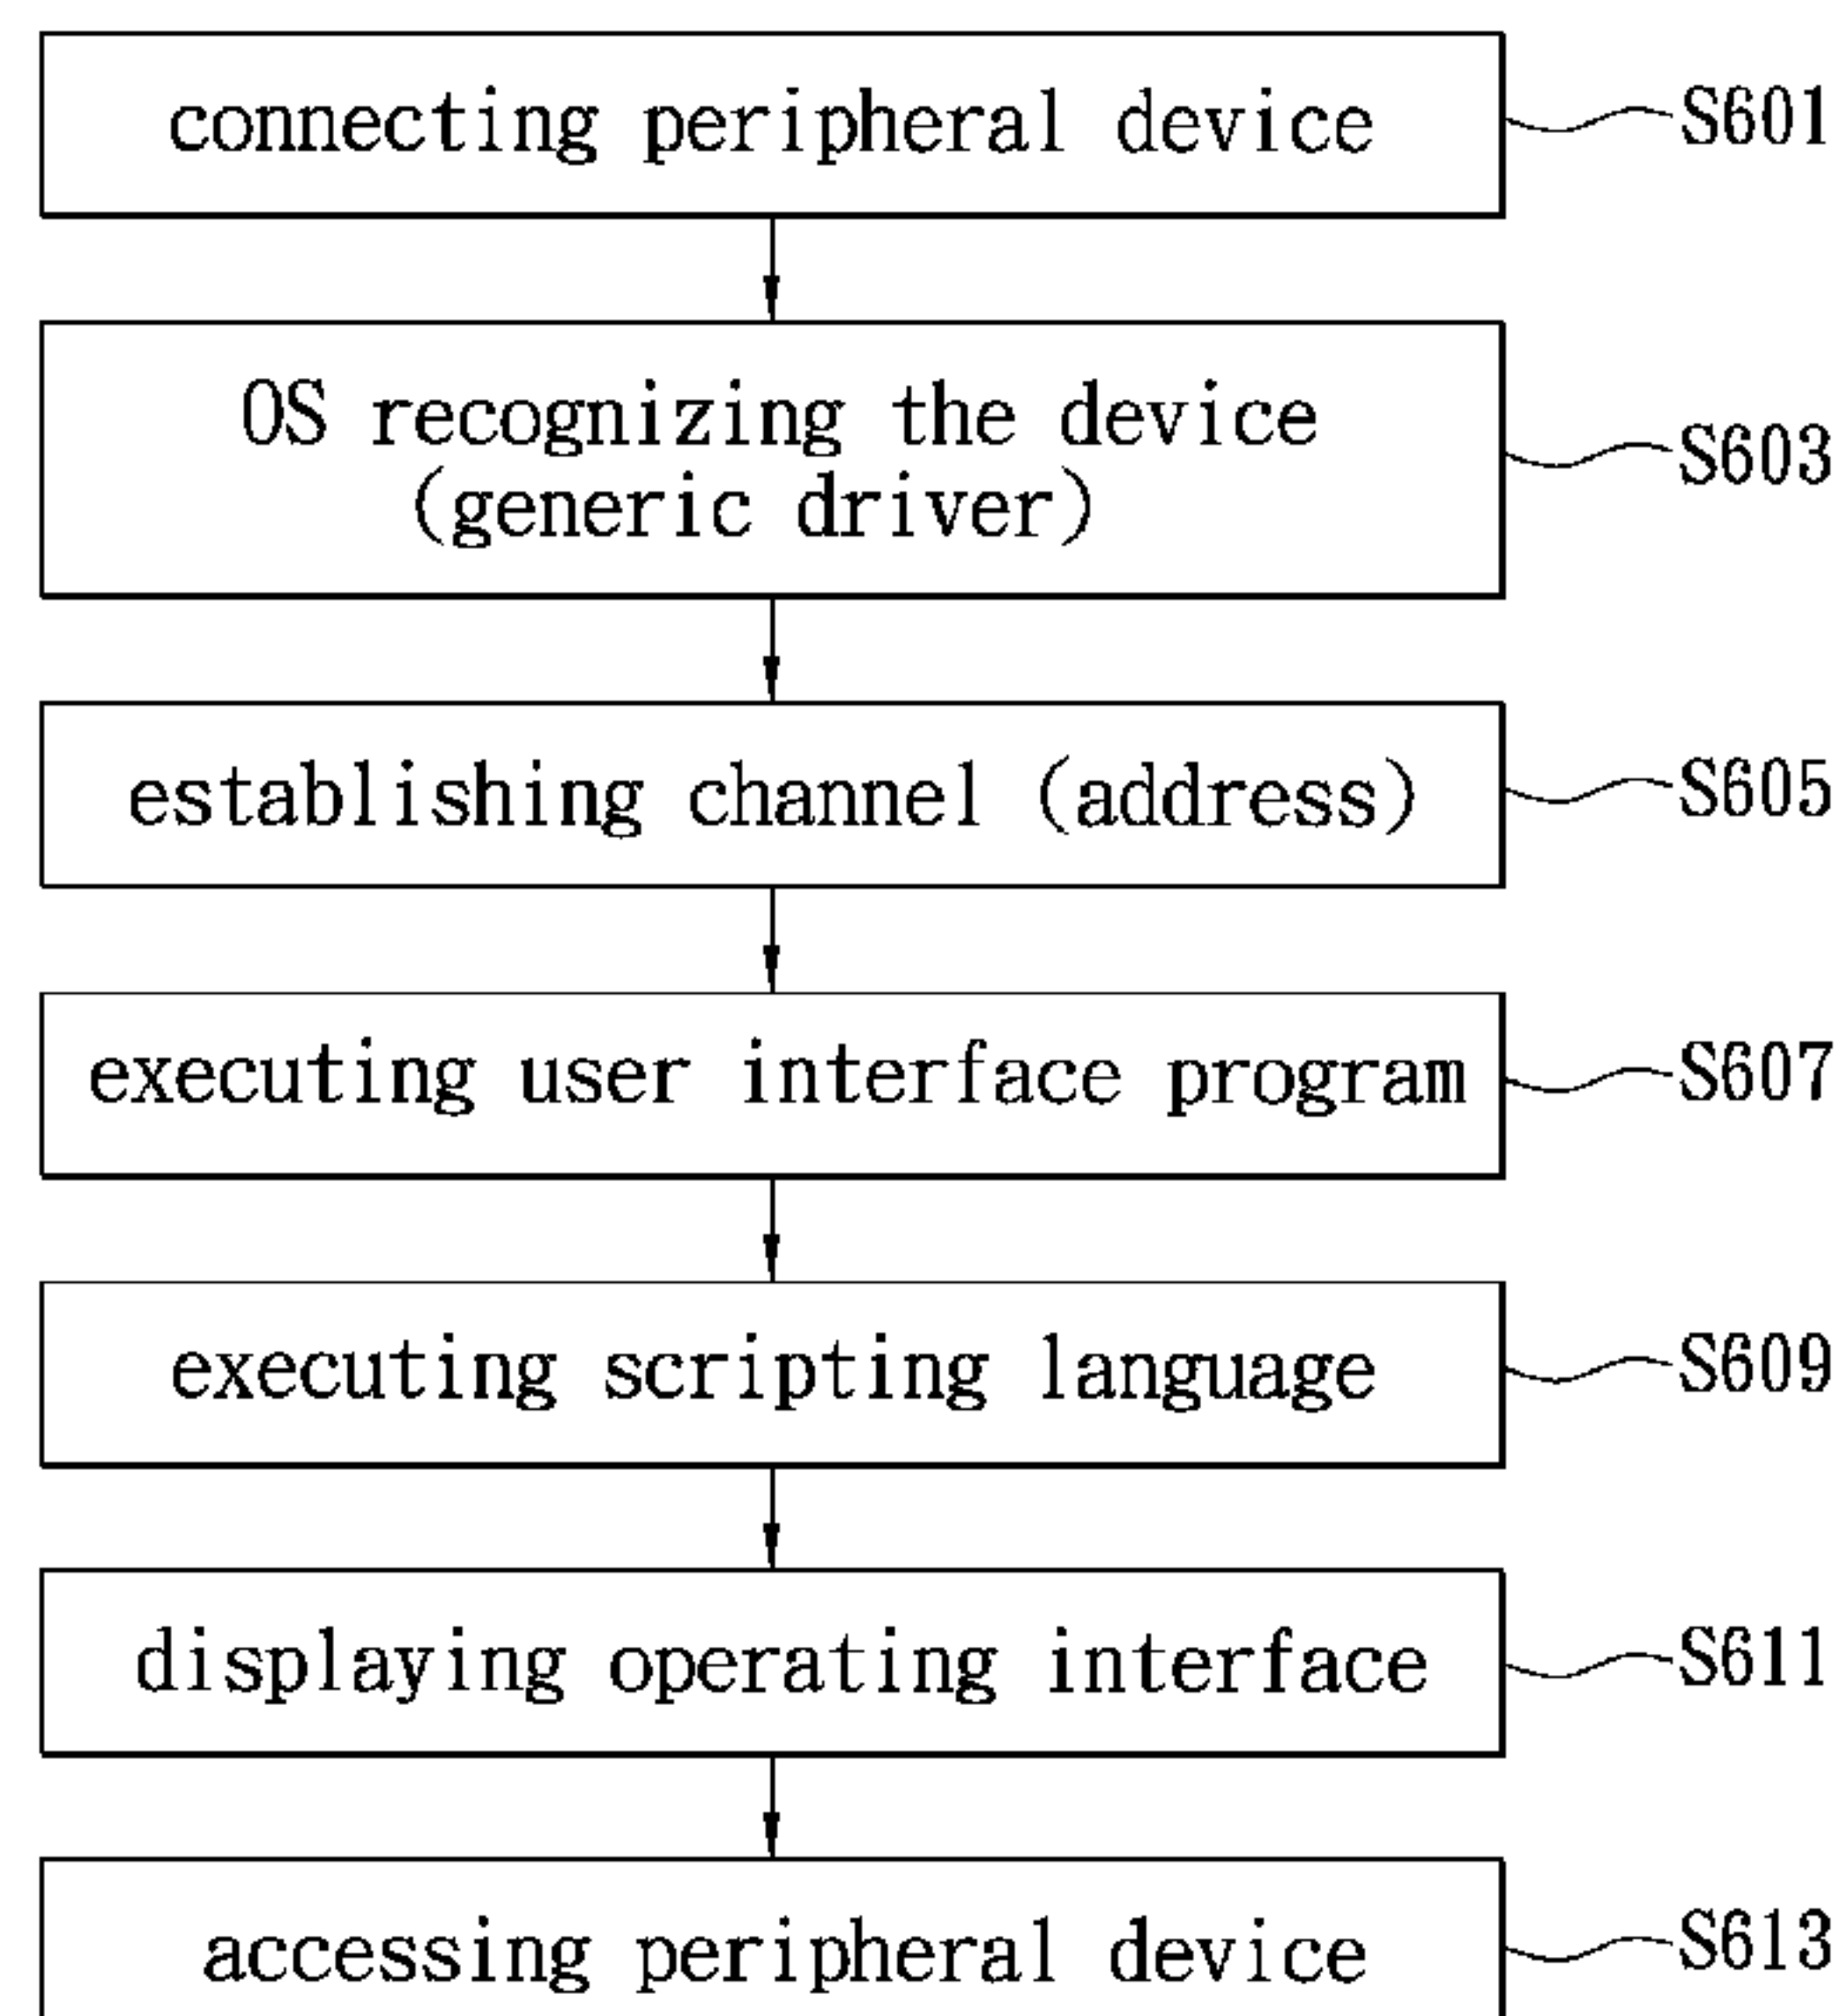 connecting peripheral device
S601
OS recognizing the device
(generic driver)
S603
establishing channel (address)
S605
executing user interface program
S607
executing scripting language
S609
displaying operating interface
S611
accessing peripheral device
S613